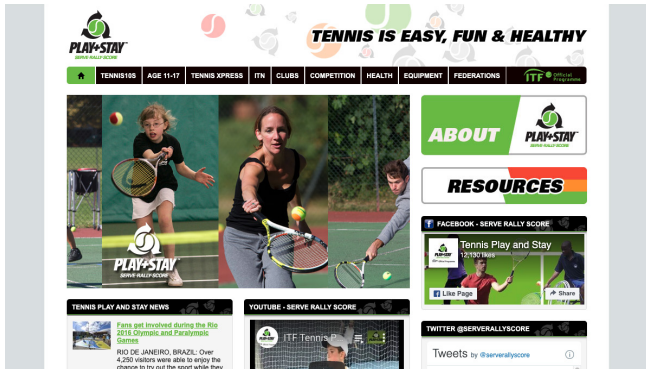 PLAY+STAY
SERVE-RALLY-SCORE
TENNIS IS EASY, FUN & HEALTHY
TENNIS10S
AGE 11-17
TENNIS XPRESS
ITN
CLUBS
COMPETITION
HEALTH
EQUIPMENT
FEDERATIONS
ITF Official
Programme
PLAY+STAY
SERVE-RALLY-SCORE
ABOUT
PLAY+STAY
SERVE-RALLY-SCORE
RESOURCES
FACEBOOK - SERVE RALLY SCORE
Tennis Play and Stay
12,130 likes
Like Page
Share
TENNIS PLAY AND STAY NEWS
Fans get Involved during the Rio
2016 Olympic and Paralympic
Games
RIO DE JANEIRO, BRAZIL: Over
4,250 visitors were able to enjoy the
chance to try out the sport while they
YOUTUBE - SERVE RALLY SCORE
ITF Tennis P
TWITTER @SERVERALLYSCORE
Tweets by @serverallyscore